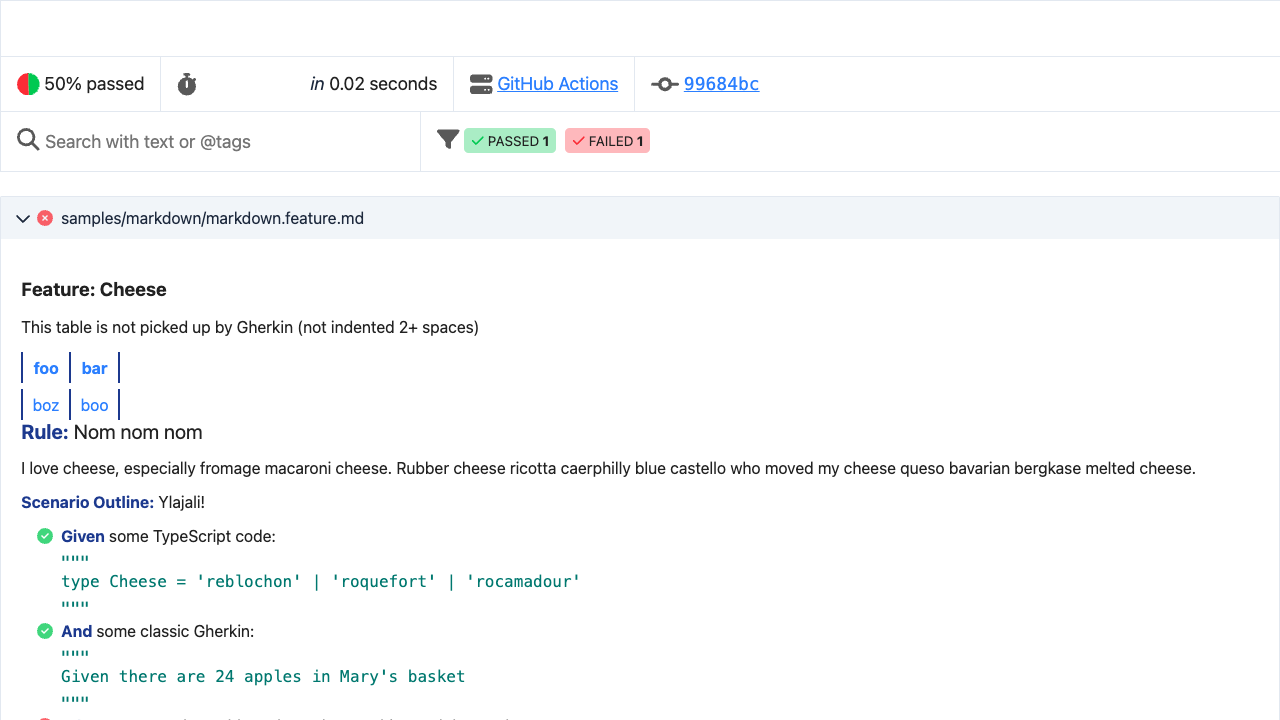 50% passed in 0.02 seconds GitHub Actions 99684bc
Search with text or @tags PASSED 1 FAILED 1
samples/markdown/markdown.feature.md
Feature: Cheese
This table is not picked up by Gherkin (not indented 2+ spaces)
foo bar
boz boo
Rule: Nom nom nom
I love cheese, especially fromage macaroni cheese. Rubber cheese ricotta caerphilly blue castello who moved my cheese queso bavarian bergkase melted cheese.
Scenario Outline: Ylajali!
Given some TypeScript code:
"""
type Cheese = 'reblochon' | 'roquefort' | 'rocamadour'
"""
And some classic Gherkin:
"""
Given there are 24 apples in Mary's basket
"""